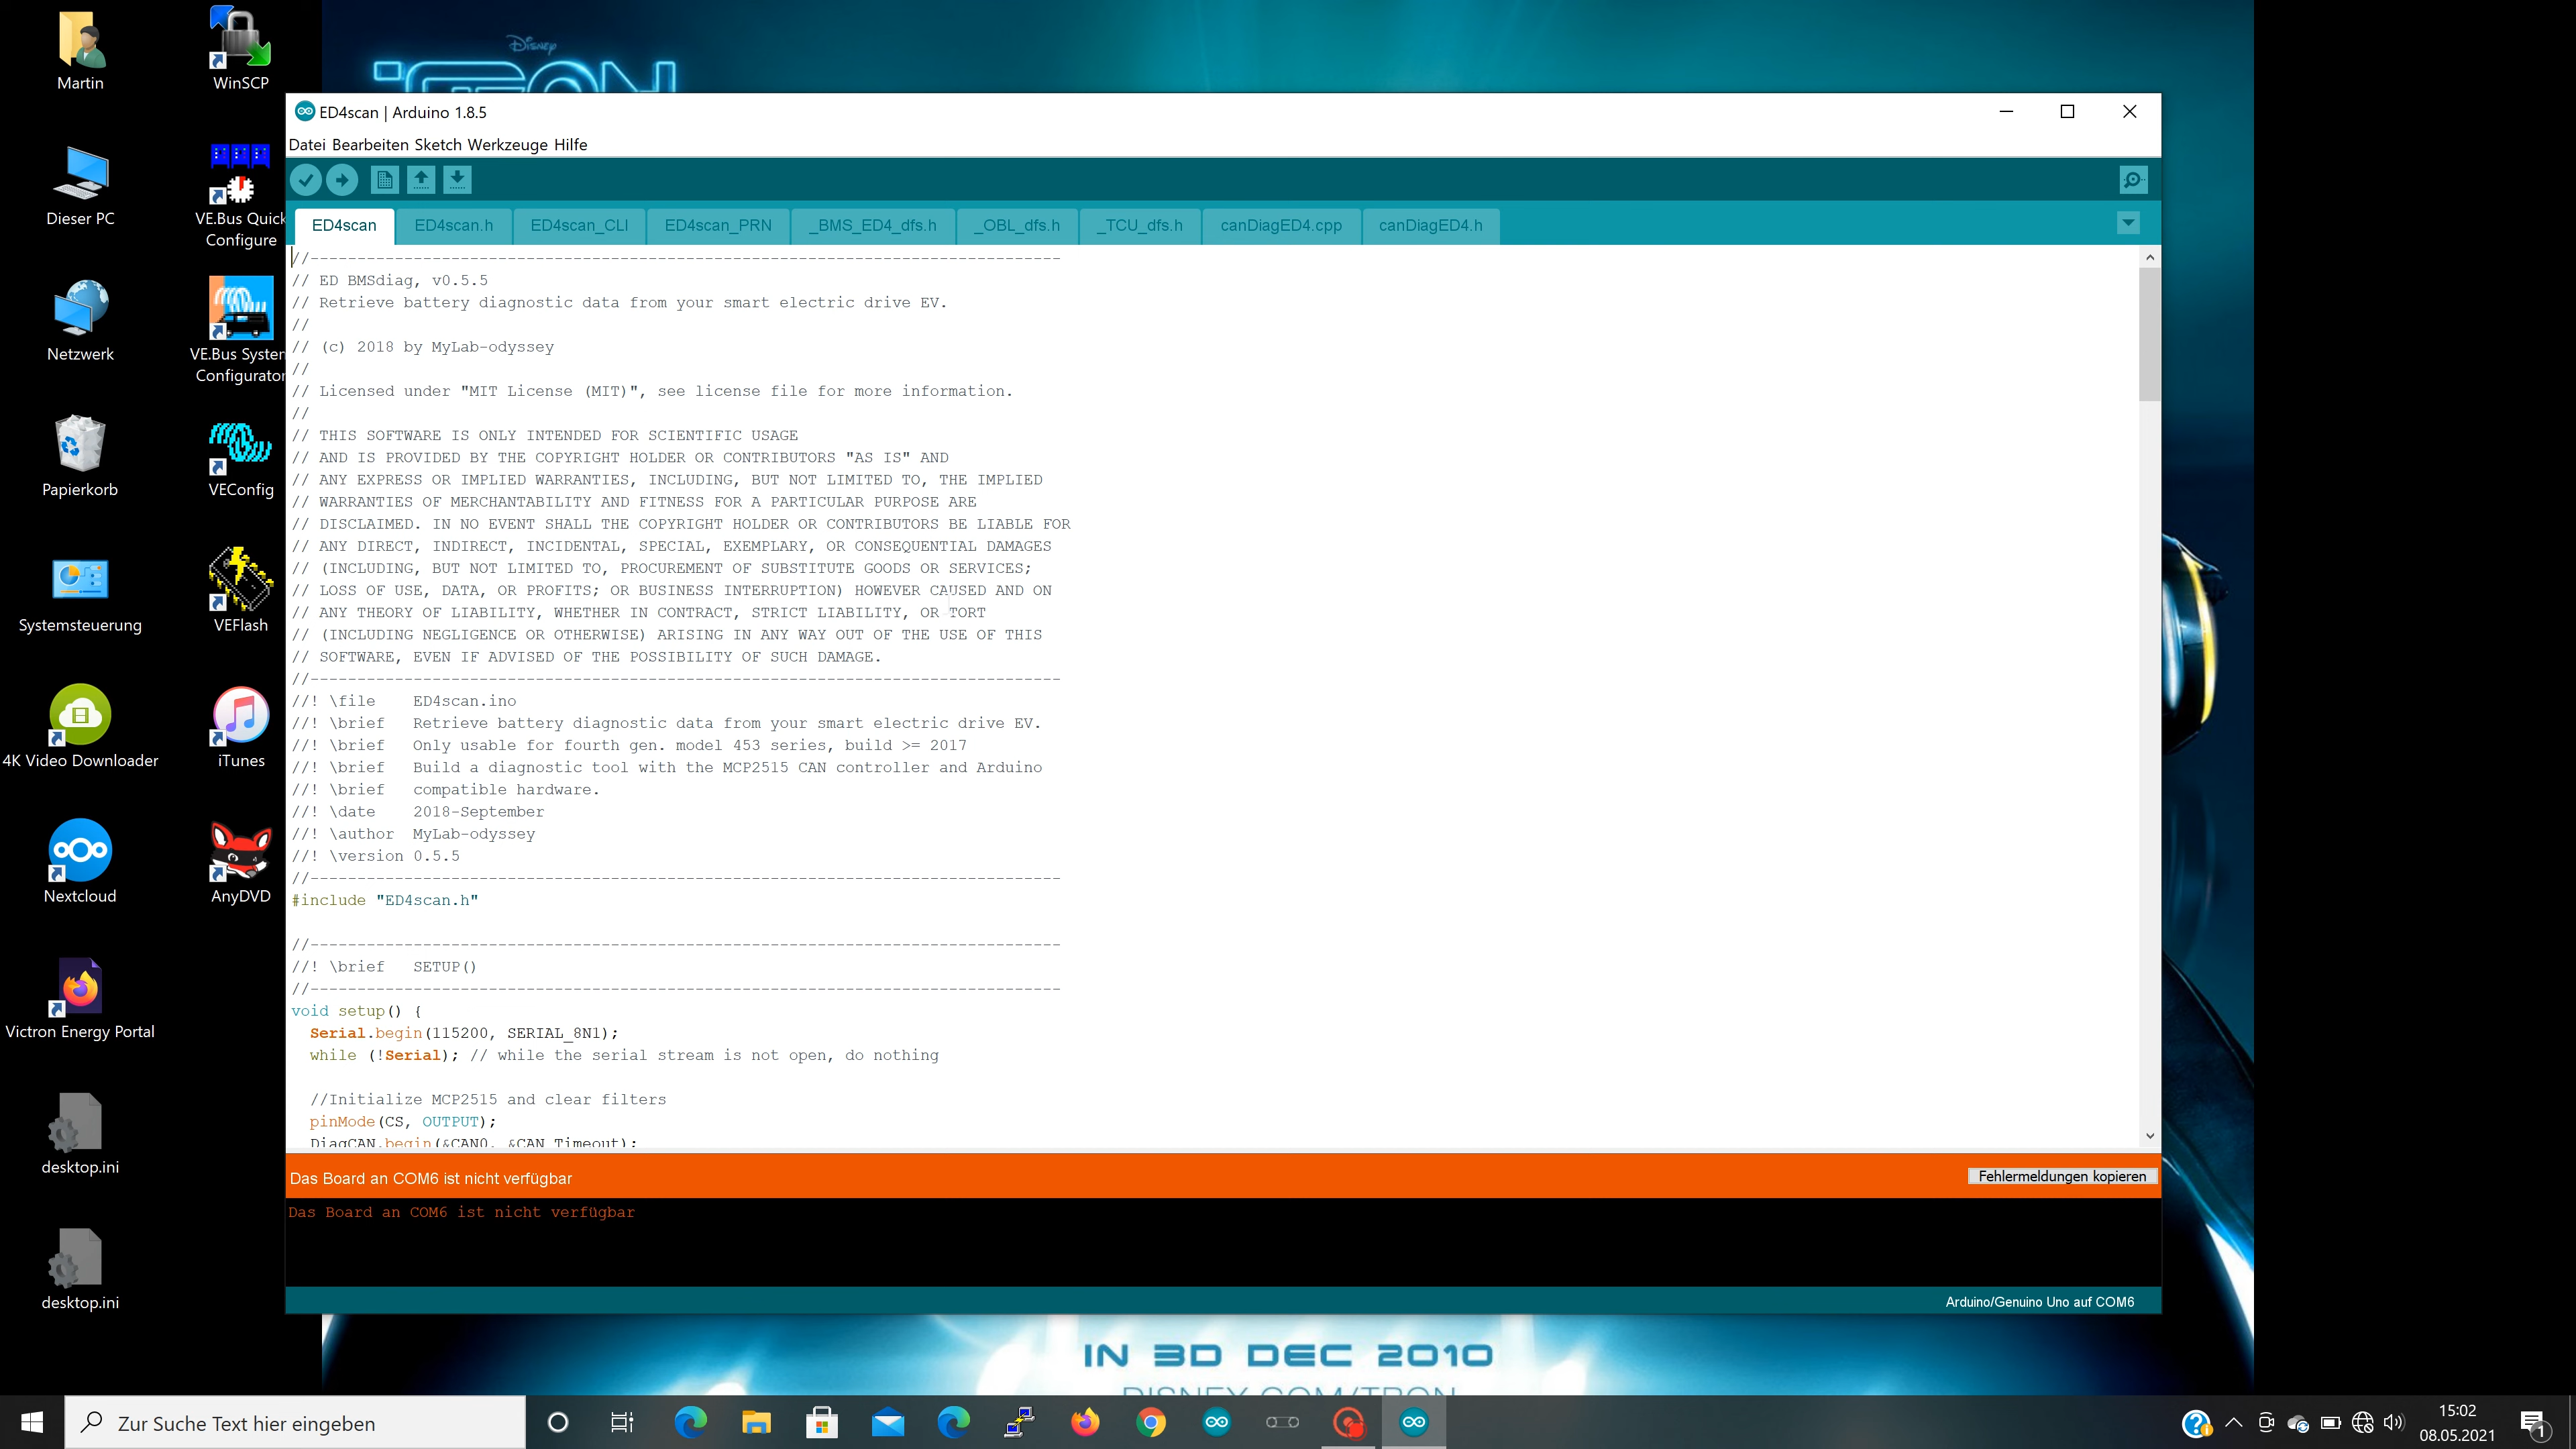 Martin
WinSCP
Dieser PC
VE.Bus Quick
Configure
Netzwerk
VE.Bus System
Configurator
Papierkorb
VEConfig
Systemsteuerung
VEFlash
4K Video Downloader
iTunes
Nextcloud
AnyDVD
Victron Energy Portal
desktop.ini
desktop.ini
Disney
TRON
ED4scan | Arduino 1.8.5
Datei Bearbeiten Sketch Werkzeuge Hilfe
ED4scan ED4scan.h ED4scan_CLI ED4scan_PRN _BMS_ED4_dfs.h _OBL_dfs.h _TCU_dfs.h canDiagED4.cpp canDiagED4.h
//--------------------------------------------------------------------------------
// ED BMSdiag, v0.5.5
// Retrieve battery diagnostic data from your smart electric drive EV.
//
// (c) 2018 by MyLab-odyssey
//
// Licensed under "MIT License (MIT)", see license file for more information.
//
// THIS SOFTWARE IS ONLY INTENDED FOR SCIENTIFIC USAGE
// AND IS PROVIDED BY THE COPYRIGHT HOLDER OR CONTRIBUTORS "AS IS" AND
// ANY EXPRESS OR IMPLIED WARRANTIES, INCLUDING, BUT NOT LIMITED TO, THE IMPLIED
// WARRANTIES OF MERCHANTABILITY AND FITNESS FOR A PARTICULAR PURPOSE ARE
// DISCLAIMED. IN NO EVENT SHALL THE COPYRIGHT HOLDER OR CONTRIBUTORS BE LIABLE FOR
// ANY DIRECT, INDIRECT, INCIDENTAL, SPECIAL, EXEMPLARY, OR CONSEQUENTIAL DAMAGES
// (INCLUDING, BUT NOT LIMITED TO, PROCUREMENT OF SUBSTITUTE GOODS OR SERVICES;
// LOSS OF USE, DATA, OR PROFITS; OR BUSINESS INTERRUPTION) HOWEVER CAUSED AND ON
// ANY THEORY OF LIABILITY, WHETHER IN CONTRACT, STRICT LIABILITY, OR TORT
// (INCLUDING NEGLIGENCE OR OTHERWISE) ARISING IN ANY WAY OUT OF THE USE OF THIS
// SOFTWARE, EVEN IF ADVISED OF THE POSSIBILITY OF SUCH DAMAGE.
//--------------------------------------------------------------------------------
//! \file    ED4scan.ino
//! \brief   Retrieve battery diagnostic data from your smart electric drive EV.
//! \brief   Only usable for fourth gen. model 453 series, build >= 2017
//! \brief   Build a diagnostic tool with the MCP2515 CAN controller and Arduino
//! \brief   compatible hardware.
//! \date    2018-September
//! \author  MyLab-odyssey
//! \version 0.5.5
//--------------------------------------------------------------------------------
#include "ED4scan.h"
//--------------------------------------------------------------------------------
//! \brief   SETUP()
//--------------------------------------------------------------------------------
void setup() {
Serial.begin(115200, SERIAL_8N1);
while (!Serial); // while the serial stream is not open, do nothing
//Initialize MCP2515 and clear filters
pinMode(CS, OUTPUT);
DiagCAN.begin(&CAN0, &CAN_Timeout);
Das Board an COM6 ist nicht verfügbar
Fehlermeldungen kopieren
Das Board an COM6 ist nicht verfügbar
Arduino/Genuino Uno auf COM6
IN 3D DEC 2010
DISNEY.COM/TRON
Zur Suche Text hier eingeben
15:02
08.05.2021
1